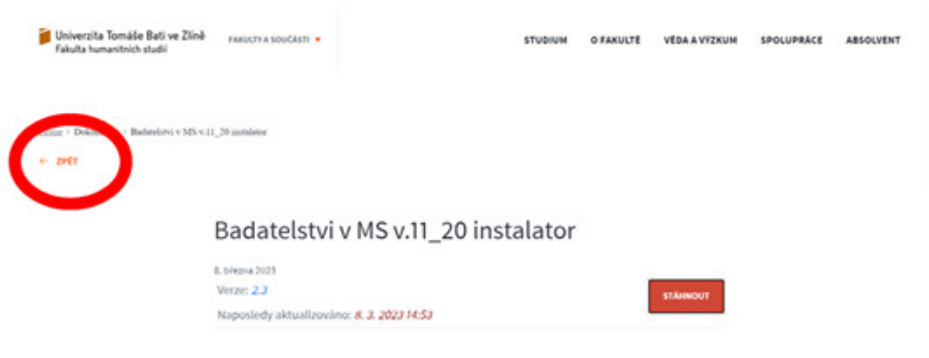 Univerzita Tomáše Bati ve Zlíně
Fakulta humanitních studií
FAKULTY A SOUČÁSTI
STUDIUM O FAKULTĚ VĚDA A VÝZKUM SPOLUPRÁCE ABSOLVENT
> > Badatelstvi v MS v.11_20 instalator
← ZPĚT
Badatelstvi v MS v.11_20 instalator
8. března 2023
Verze: 2.3
STÁHNOUT
Naposledy aktualizováno: 8. 3. 2023 14:53